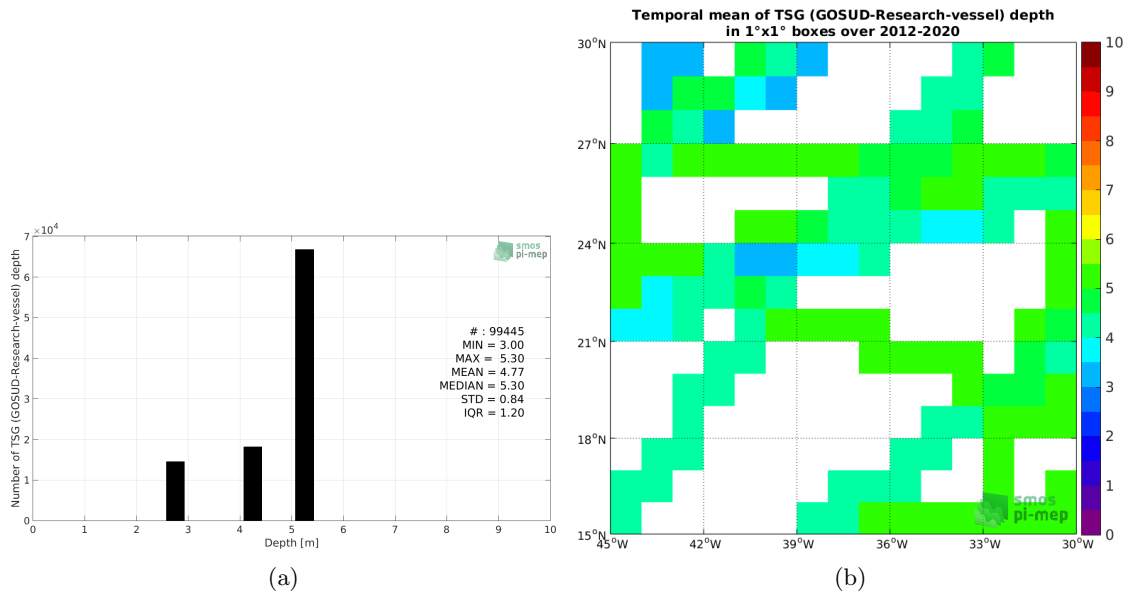 ×10⁴
7
6
5
4
3
2
1
0
Number of TSG (GOSUD-Research-vessel) depth
smos
pi-mep
# : 99445
MIN = 3.00
MAX = 5.30
MEAN = 4.77
MEDIAN = 5.30
STD = 0.84
IQR = 1.20
0 1 2 3 4 5 6 7 8 9 10
Depth [m]
(a)
Temporal mean of TSG (GOSUD-Research-vessel) depth
in 1°x1° boxes over 2012-2020
30°N
27°N
24°N
21°N
18°N
15°N
45°W 42°W 39°W 36°W 33°W 30°W
smos
pi-mep
10
9
8
7
6
5
4
3
2
1
0
(b)